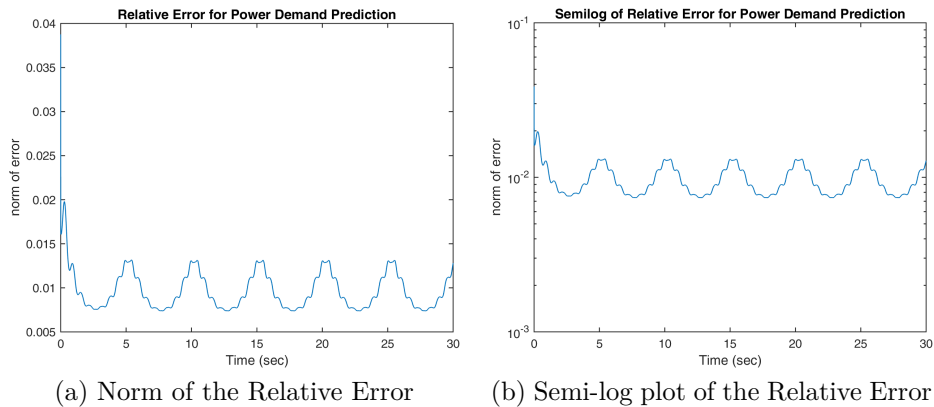 Relative Error for Power Demand Prediction
0.04
0.035
0.03
0.025
0.02
0.015
0.01
0.005
norm of error
0 5 10 15 20 25 30
Time (sec)
(a) Norm of the Relative Error
Semilog of Relative Error for Power Demand Prediction
10^-1
10^-2
10^-3
norm of error
0 5 10 15 20 25 30
Time (sec)
(b) Semi-log plot of the Relative Error